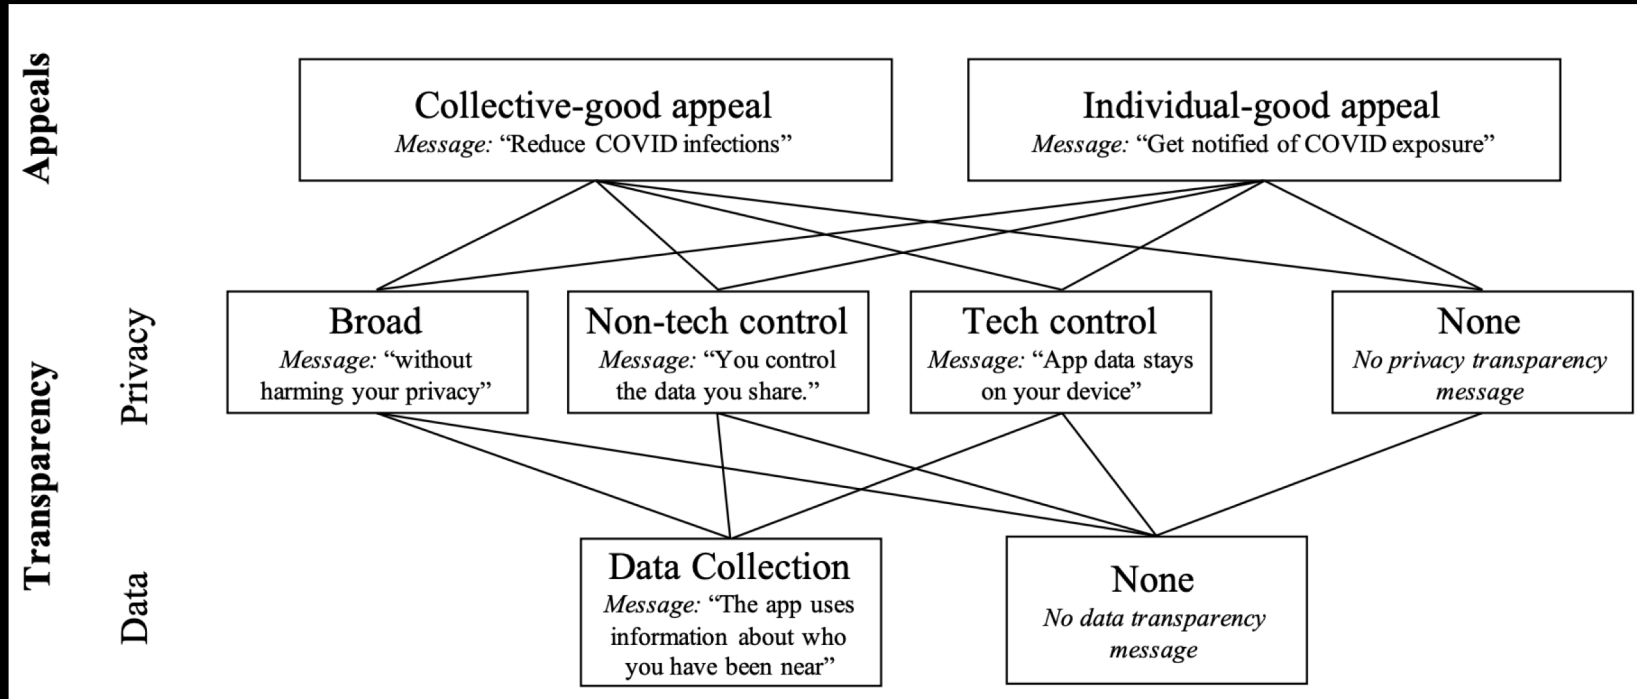 Appeals
Collective-good appeal
Message: “Reduce COVID infections”
Individual-good appeal
Message: “Get notified of COVID exposure”
Transparency
Privacy
Broad
Message: “without
harming your privacy”
Non-tech control
Message: “You control
the data you share.”
Tech control
Message: “App data stays
on your device”
None
No privacy transparency
message
Data
Data Collection
Message: “The app uses
information about who
you have been near”
None
No data transparency
message